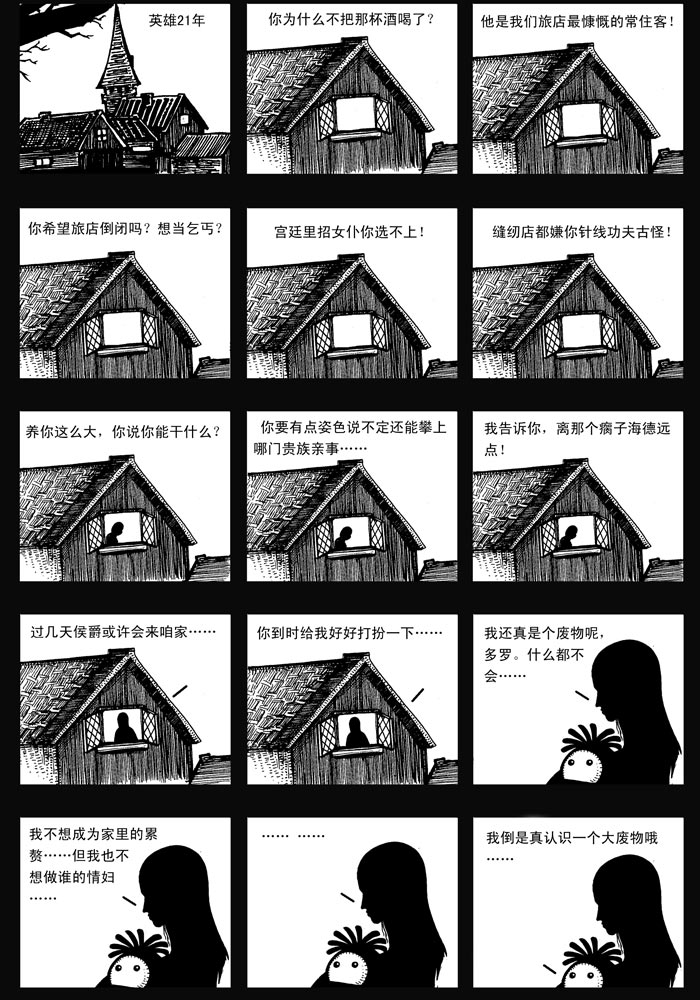 英雄21年
你为什么不把那杯酒喝了？
他是我们旅店最慷慨的常住客！
你希望旅店倒闭吗？想当乞丐？
宫廷里招女仆你选不上！
缝纫店都嫌你针线功夫古怪！
养你这么大，你说你能干什么？
你要有点姿色说不定还能攀上
哪门贵族亲事……
我告诉你，离那个瘸子海德远
点！
过几天侯爵或许会来咱家……
你到时给我好好打扮一下……
我还真是个废物呢，
多罗。什么都不
会……
我不想成为家里的累
赘……但我也不
想做谁的情妇
……
…… ……
我倒是真认识一个大废物哦
……